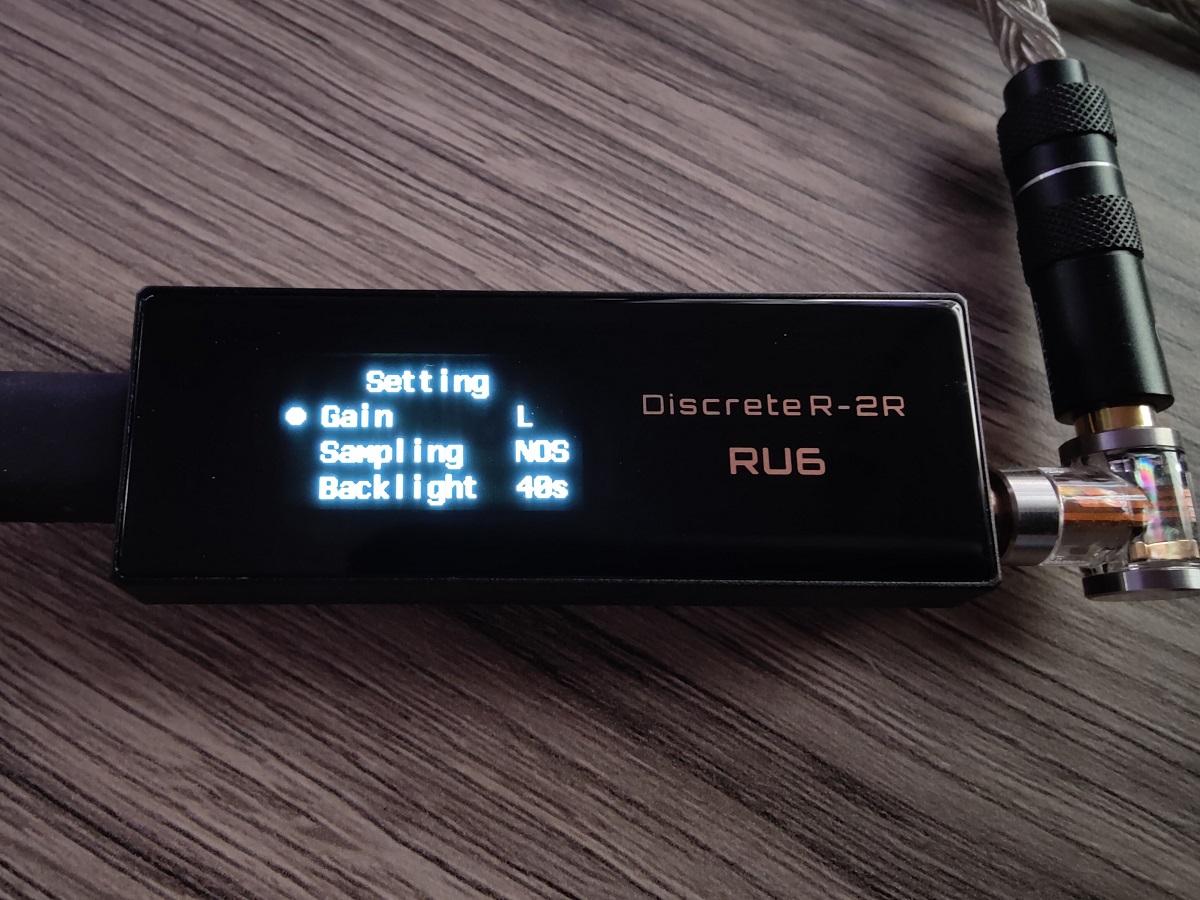 Setting
Gain L
Sampling NOS
Backlight 40s
Discrete R-2R
RU6